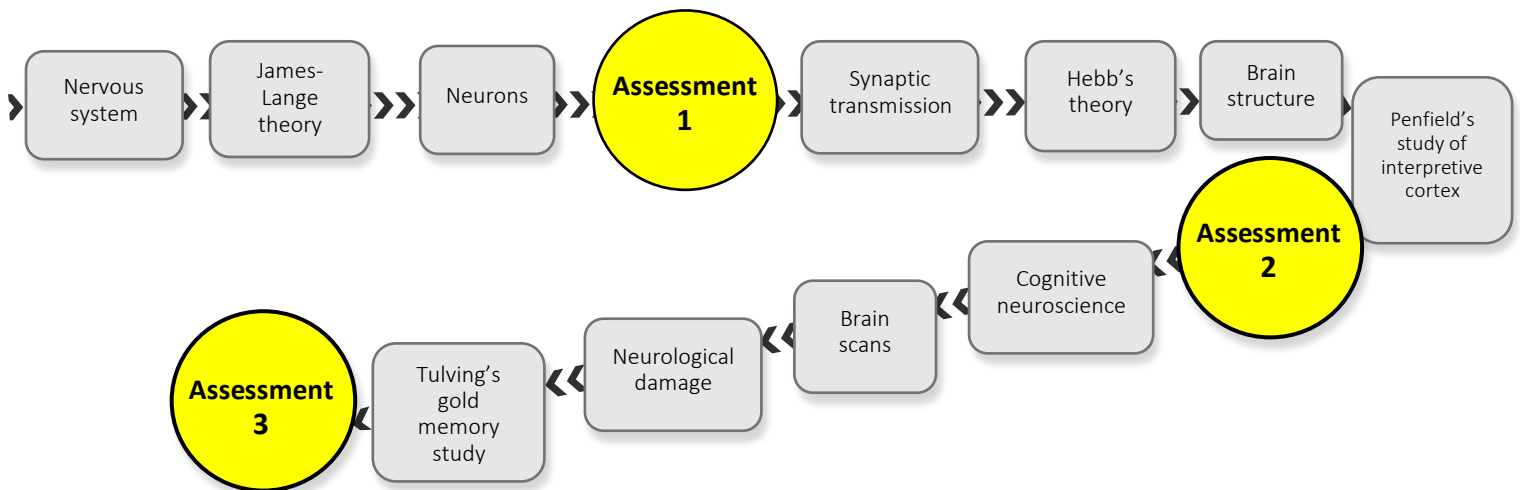 Nervous
system
James-
Lange
theory
Neurons
Assessment
1
Synaptic
transmission
Hebb’s
theory
Brain
structure
Penfield’s
study of
interpretive
cortex
Assessment
2
Cognitive
neuroscience
Brain
scans
Neurological
damage
Tulving’s
gold
memory
study
Assessment
3